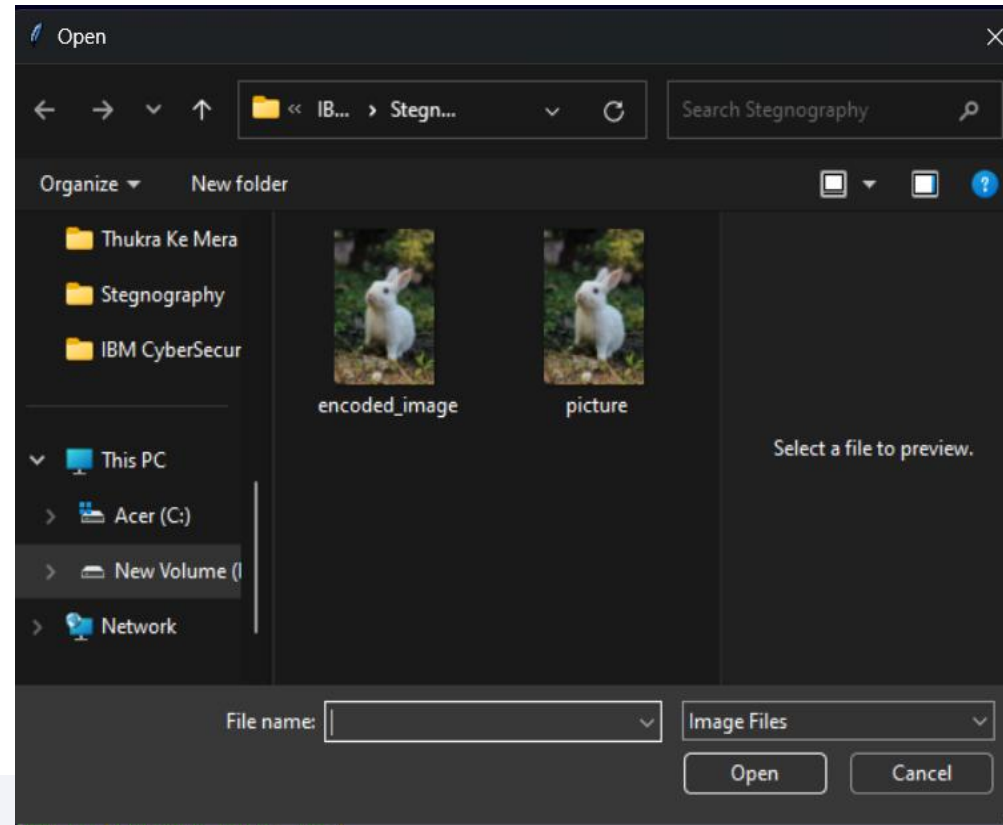 Open
IB... › Stegn...
Search Stegnography
Organize
New folder
Thukra Ke Mera
Stegnography
IBM CyberSecur
encoded_image
picture
Select a file to preview.
This PC
Acer (C:)
New Volume (
Network
File name:
Image Files
Open
Cancel